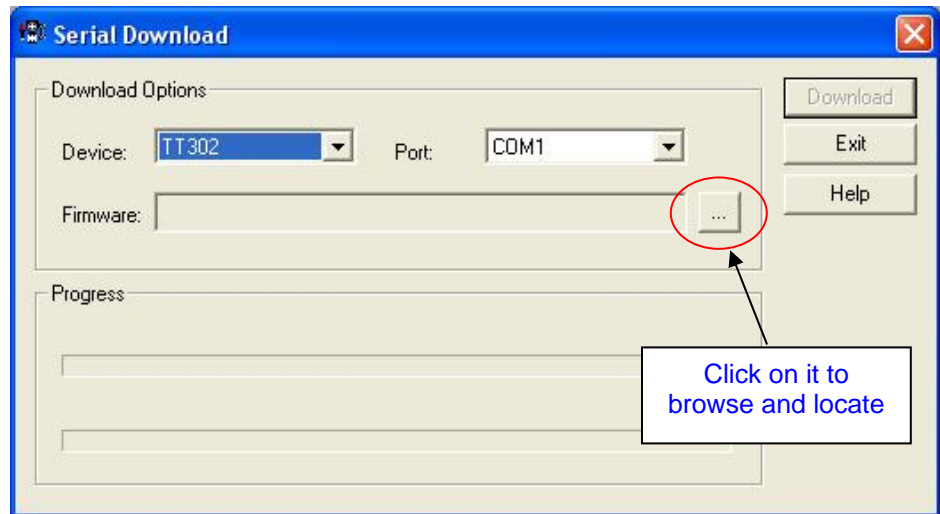 Serial Download
Download Options
Device: TT302 Port: COM1
Firmware: ...
Download
Exit
Help
Progress
Click on it to
browse and locate